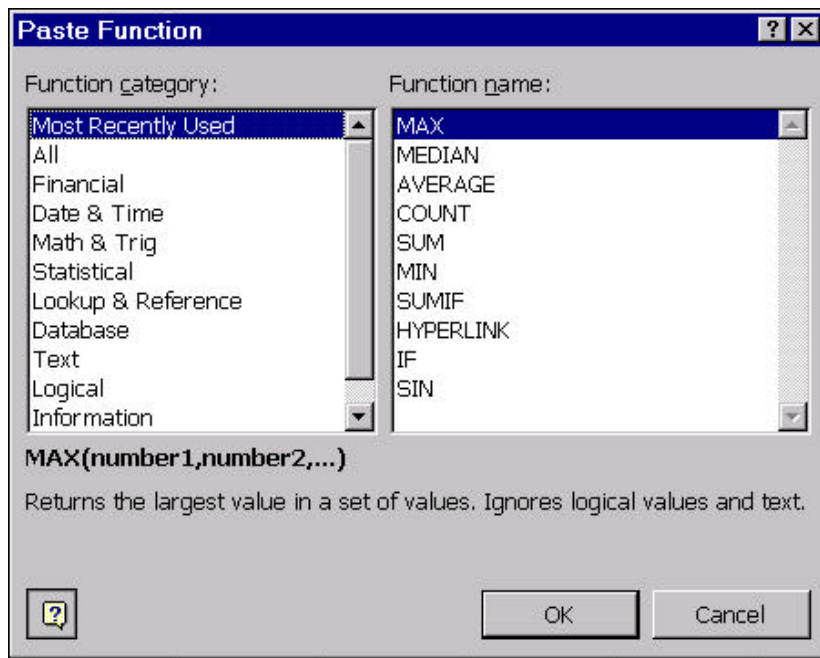 Paste Function
Function category:
Most Recently Used
All
Financial
Date & Time
Math & Trig
Statistical
Lookup & Reference
Database
Text
Logical
Information
Function name:
MAX
MEDIAN
AVERAGE
COUNT
SUM
MIN
SUMIF
HYPERLINK
IF
SIN
MAX(number1,number2,...)
Returns the largest value in a set of values. Ignores logical values and text.
OK
Cancel